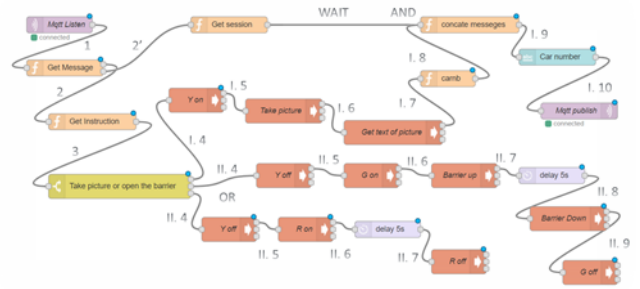 WAIT AND
Mqtt Listen
connected
Get session
concate messeges
1
2'
I. 9
Get Message
I. 8
Car number
camb
2
I. 5
I. 10
Y on
I. 7
Take picture
I. 6
Mqtt publish
connected
Get Instruction
Get text of picture
I. 4
3
II. 4
II. 5
II. 6
II. 7
Y off
G on
Barrier up
delay 5s
Take picture or open the barrier
OR
II. 8
II. 4
Barrier Down
Y off
R on
delay 5s
II. 9
II. 5
II. 6
II. 7
R off
G off